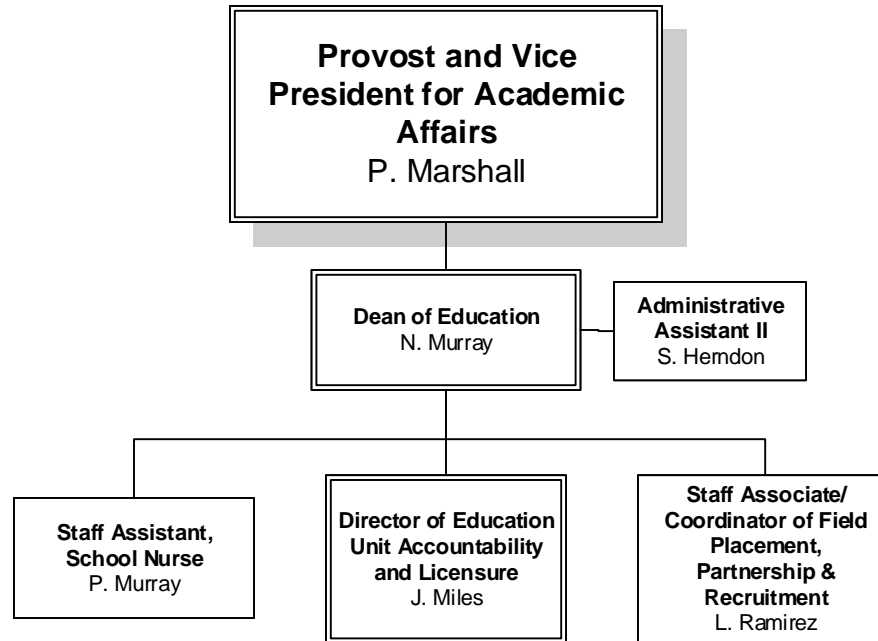 Provost and Vice
President for Academic
Affairs
P. Marshall
Dean of Education
N. Murray
Administrative
Assistant II
S. Herndon
Staff Assistant,
School Nurse
P. Murray
Director of Education
Unit Accountability
and Licensure
J. Miles
Staff Associate/
Coordinator of Field
Placement,
Partnership &
Recruitment
L. Ramirez